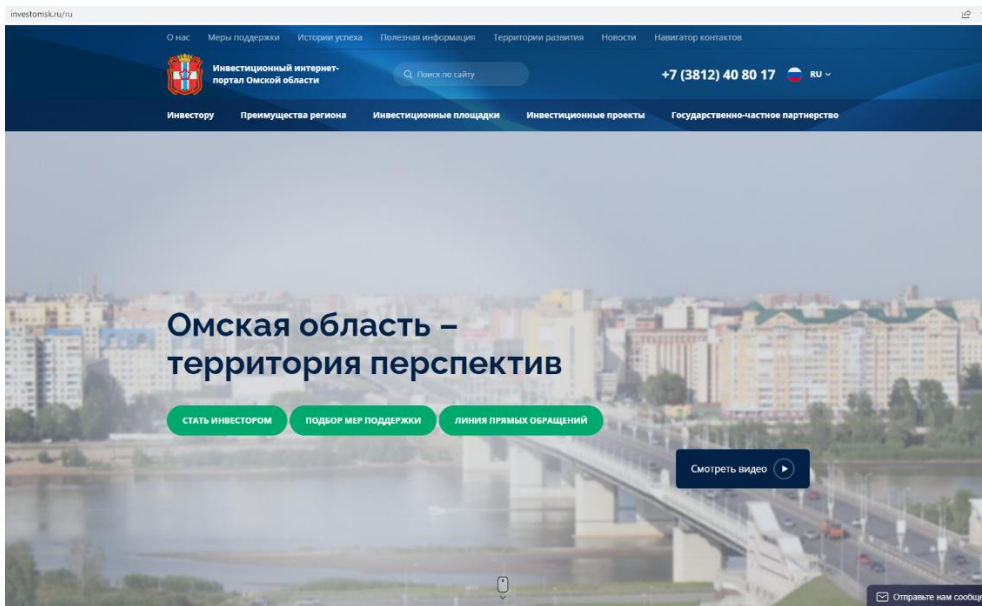 investomsk.ru/ru
О нас Меры поддержки Истории успеха Полезная информация Территории развития Новости Навигатор контактов
Инвестиционный интернет-
портал Омской области
Поиск по сайту
+7 (3812) 40 80 17
RU
Инвестору Преимущества региона Инвестиционные площадки Инвестиционные проекты Государственно-частное партнерство
Омская область –
территория перспектив
СТАТЬ ИНВЕСТОРОМ ПОДБОР МЕР ПОДДЕРЖКИ ЛИНИЯ ПРЯМЫХ ОБРАЩЕНИЙ
Смотреть видео
Отправьте нам сообще